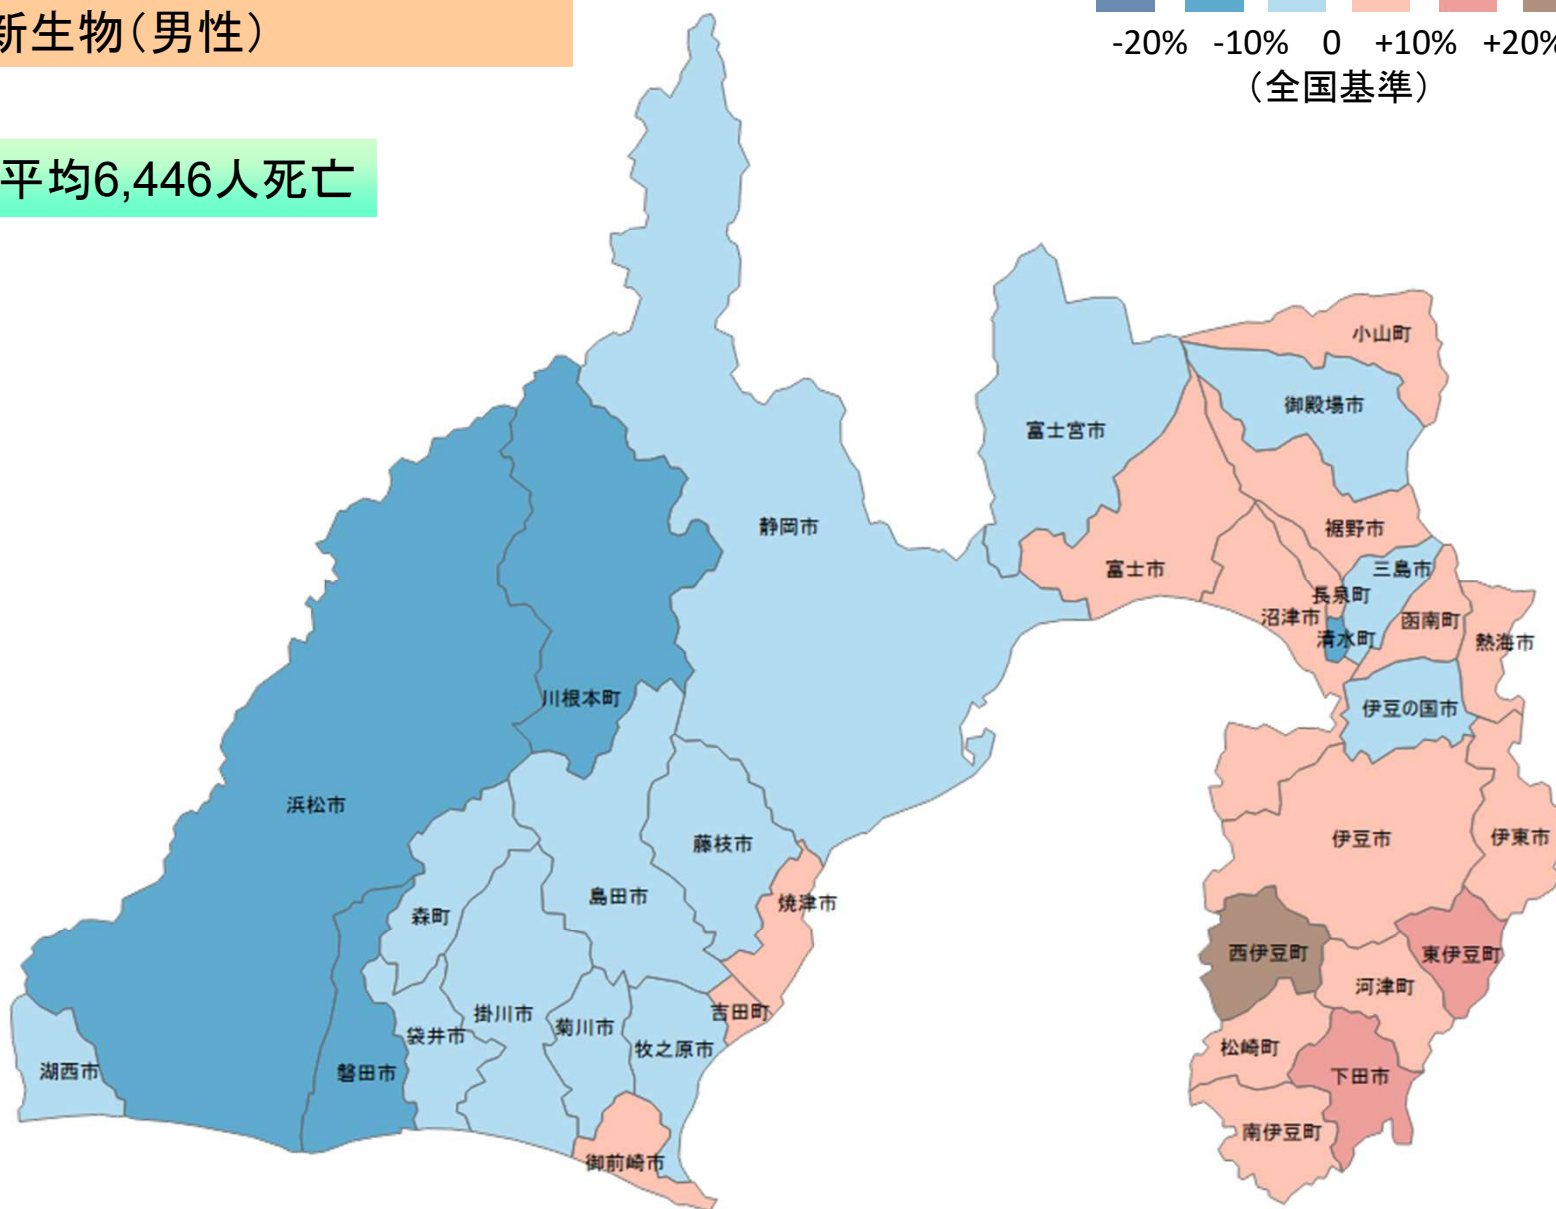 新生物(男性)
-20% -10% 0 +10% +20%
(全国基準)
平均6,446人死亡
小山町
御殿場市
富士宮市
静岡市
裾野市
富士市
三島市
長泉町
沼津市
函南町
清水町
熱海市
川根本町
伊豆の国市
浜松市
伊豆市
伊東市
藤枝市
島田市
焼津市
森町
西伊豆町
東伊豆町
河津町
吉田町
掛川市
菊川市
袋井市
牧之原市
松崎町
湖西市
磐田市
下田市
南伊豆町
御前崎市